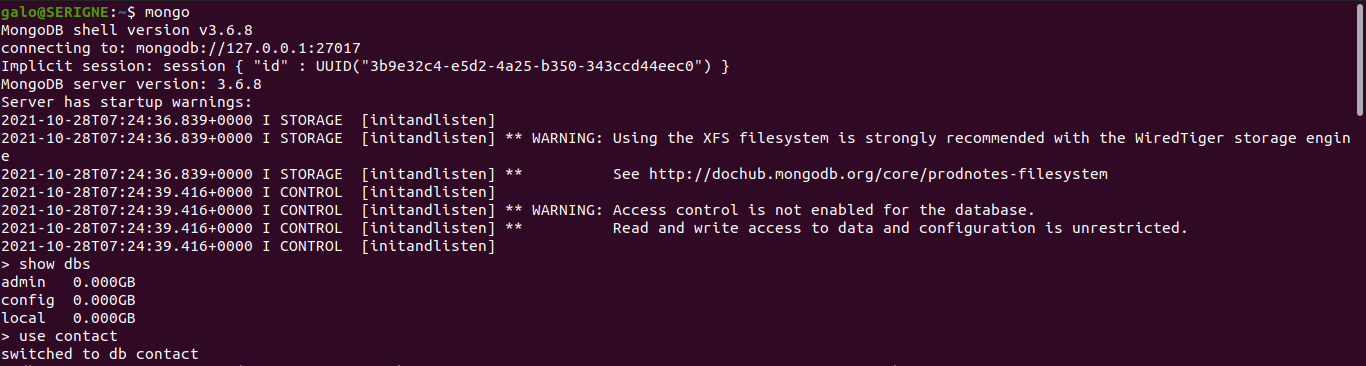 galo@SERIGNE:~$ mongo
MongoDB shell version v3.6.8
connecting to: mongodb://127.0.0.1:27017
Implicit session: session { "id" : UUID("3b9e32c4-e5d2-4a25-b350-343ccd44eec0") }
MongoDB server version: 3.6.8
Server has startup warnings:
2021-10-28T07:24:36.839+0000 I STORAGE  [initandlisten]
2021-10-28T07:24:36.839+0000 I STORAGE  [initandlisten] ** WARNING: Using the XFS filesystem is strongly recommended with the WiredTiger storage engin
e
2021-10-28T07:24:36.839+0000 I STORAGE  [initandlisten] **          See http://dochub.mongodb.org/core/prodnotes-filesystem
2021-10-28T07:24:39.416+0000 I CONTROL  [initandlisten]
2021-10-28T07:24:39.416+0000 I CONTROL  [initandlisten] ** WARNING: Access control is not enabled for the database.
2021-10-28T07:24:39.416+0000 I CONTROL  [initandlisten] **          Read and write access to data and configuration is unrestricted.
2021-10-28T07:24:39.416+0000 I CONTROL  [initandlisten]
> show dbs
admin   0.000GB
config  0.000GB
local   0.000GB
> use contact
switched to db contact